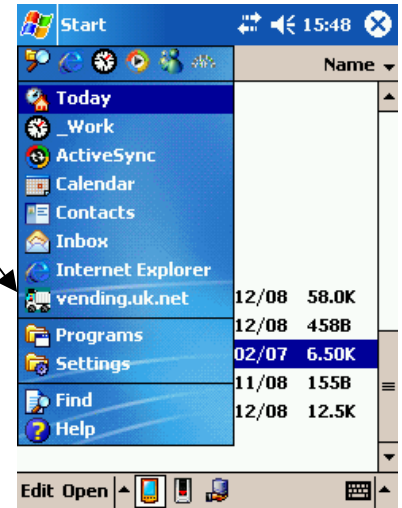 Start 15:48
Name
Today
_Work
ActiveSync
Calendar
Contacts
Inbox
Internet Explorer
vending.uk.net 12/08 58.0K
12/08 458B
Programs
02/07 6.50K
Settings
11/08 155B
Find
12/08 12.5K
Help
Edit Open